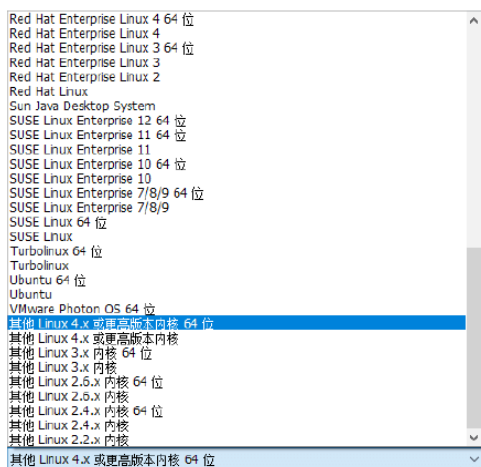 Red Hat Enterprise Linux 4 64 位
Red Hat Enterprise Linux 4
Red Hat Enterprise Linux 3 64 位
Red Hat Enterprise Linux 3
Red Hat Enterprise Linux 2
Red Hat Linux
Sun Java Desktop System
SUSE Linux Enterprise 12 64 位
SUSE Linux Enterprise 11 64 位
SUSE Linux Enterprise 11
SUSE Linux Enterprise 10 64 位
SUSE Linux Enterprise 10
SUSE Linux Enterprise 7/8/9 64 位
SUSE Linux Enterprise 7/8/9
SUSE Linux 64 位
SUSE Linux
Turbolinux 64 位
Turbolinux
Ubuntu 64 位
Ubuntu
VMware Photon OS 64 位
其他 Linux 4.x 或更高版本内核 64 位
其他 Linux 4.x 或更高版本内核
其他 Linux 3.x 内核 64 位
其他 Linux 3.x 内核
其他 Linux 2.6.x 内核 64 位
其他 Linux 2.6.x 内核
其他 Linux 2.4.x 内核 64 位
其他 Linux 2.4.x 内核
其他 Linux 2.2.x 内核
其他 Linux 4.x 或更高版本内核 64 位